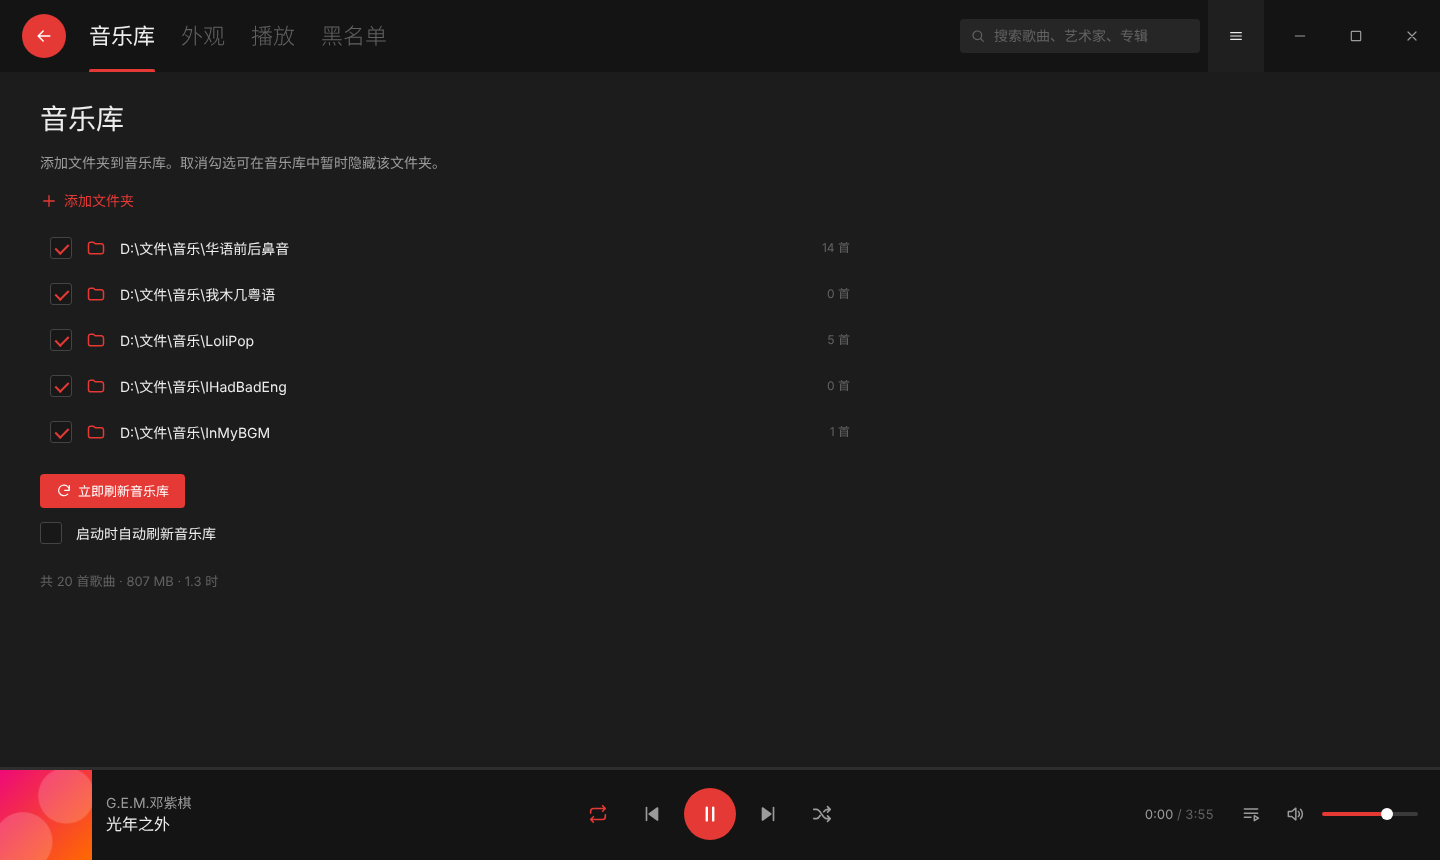 音乐库 外观 播放 黑名单 搜索歌曲、艺术家、专辑
音乐库
添加文件夹到音乐库。取消勾选可在音乐库中暂时隐藏该文件夹。
添加文件夹
D:\文件\音乐\华语前后鼻音 14 首
D:\文件\音乐\我木几粤语 0 首
D:\文件\音乐\LoliPop 5 首
D:\文件\音乐\IHadBadEng 0 首
D:\文件\音乐\InMyBGM 1 首
立即刷新音乐库
启动时自动刷新音乐库
共 20 首歌曲 · 807 MB · 1.3 时
G.E.M.邓紫棋
光年之外
0:00 / 3:55